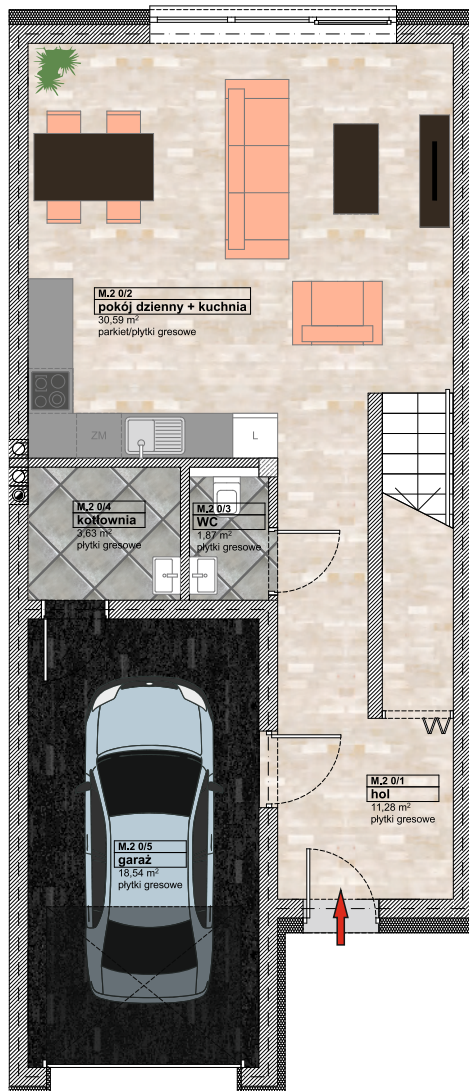 M.2 0/2
pokój dzienny + kuchnia
30,59 m²
parkiet/płytki gresowe
ZM
L
M.2 0/4
kotłownia
3,63 m²
płytki gresowe
M.2 0/3
WC
1,87 m²
płytki gresowe
M.2 0/1
hol
11,28 m²
płytki gresowe
M.2 0/5
garaż
18,54 m²
płytki gresowe